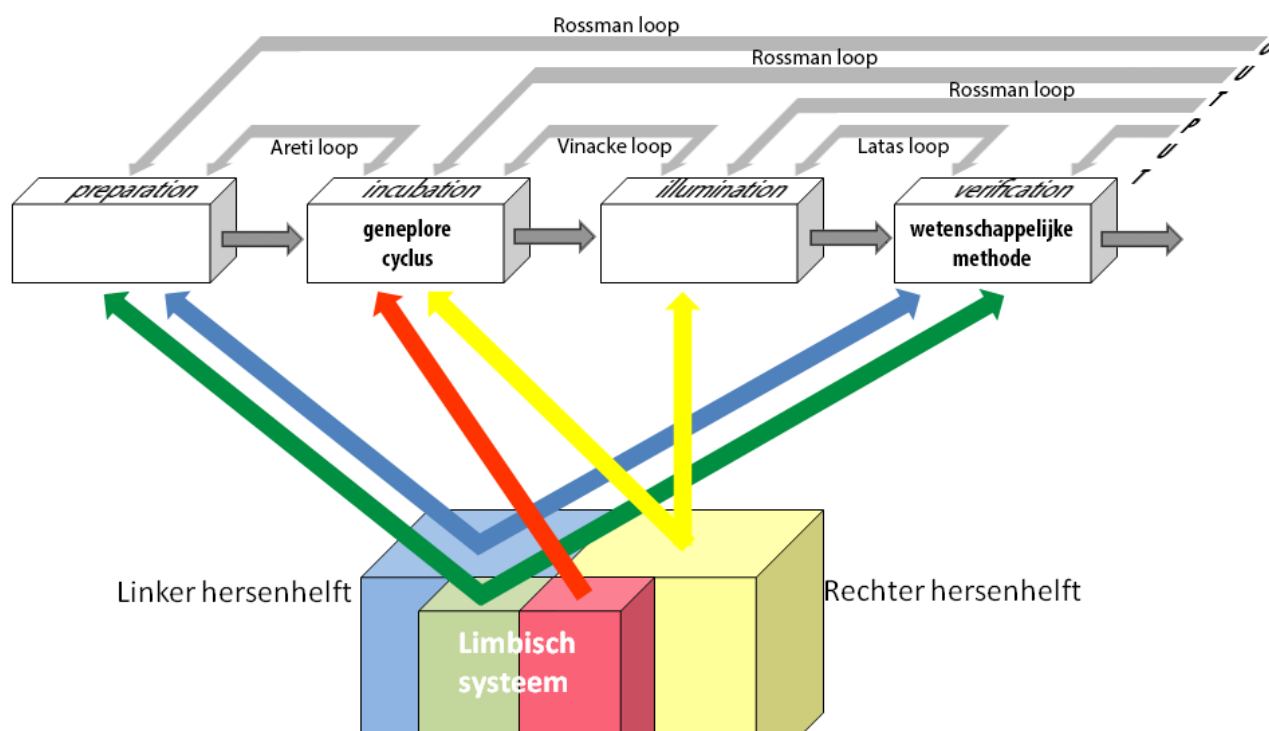 Rossman loop
Rossman loop
Rossman loop
OUTPUT
Areti loop
Vinacke loop
Latas loop
preparation
incubation
illumination
verification
geneplore
cyclus
wetenschappelijke
methode
Linker hersenhelft
Rechter hersenhelft
Limbisch
systeem